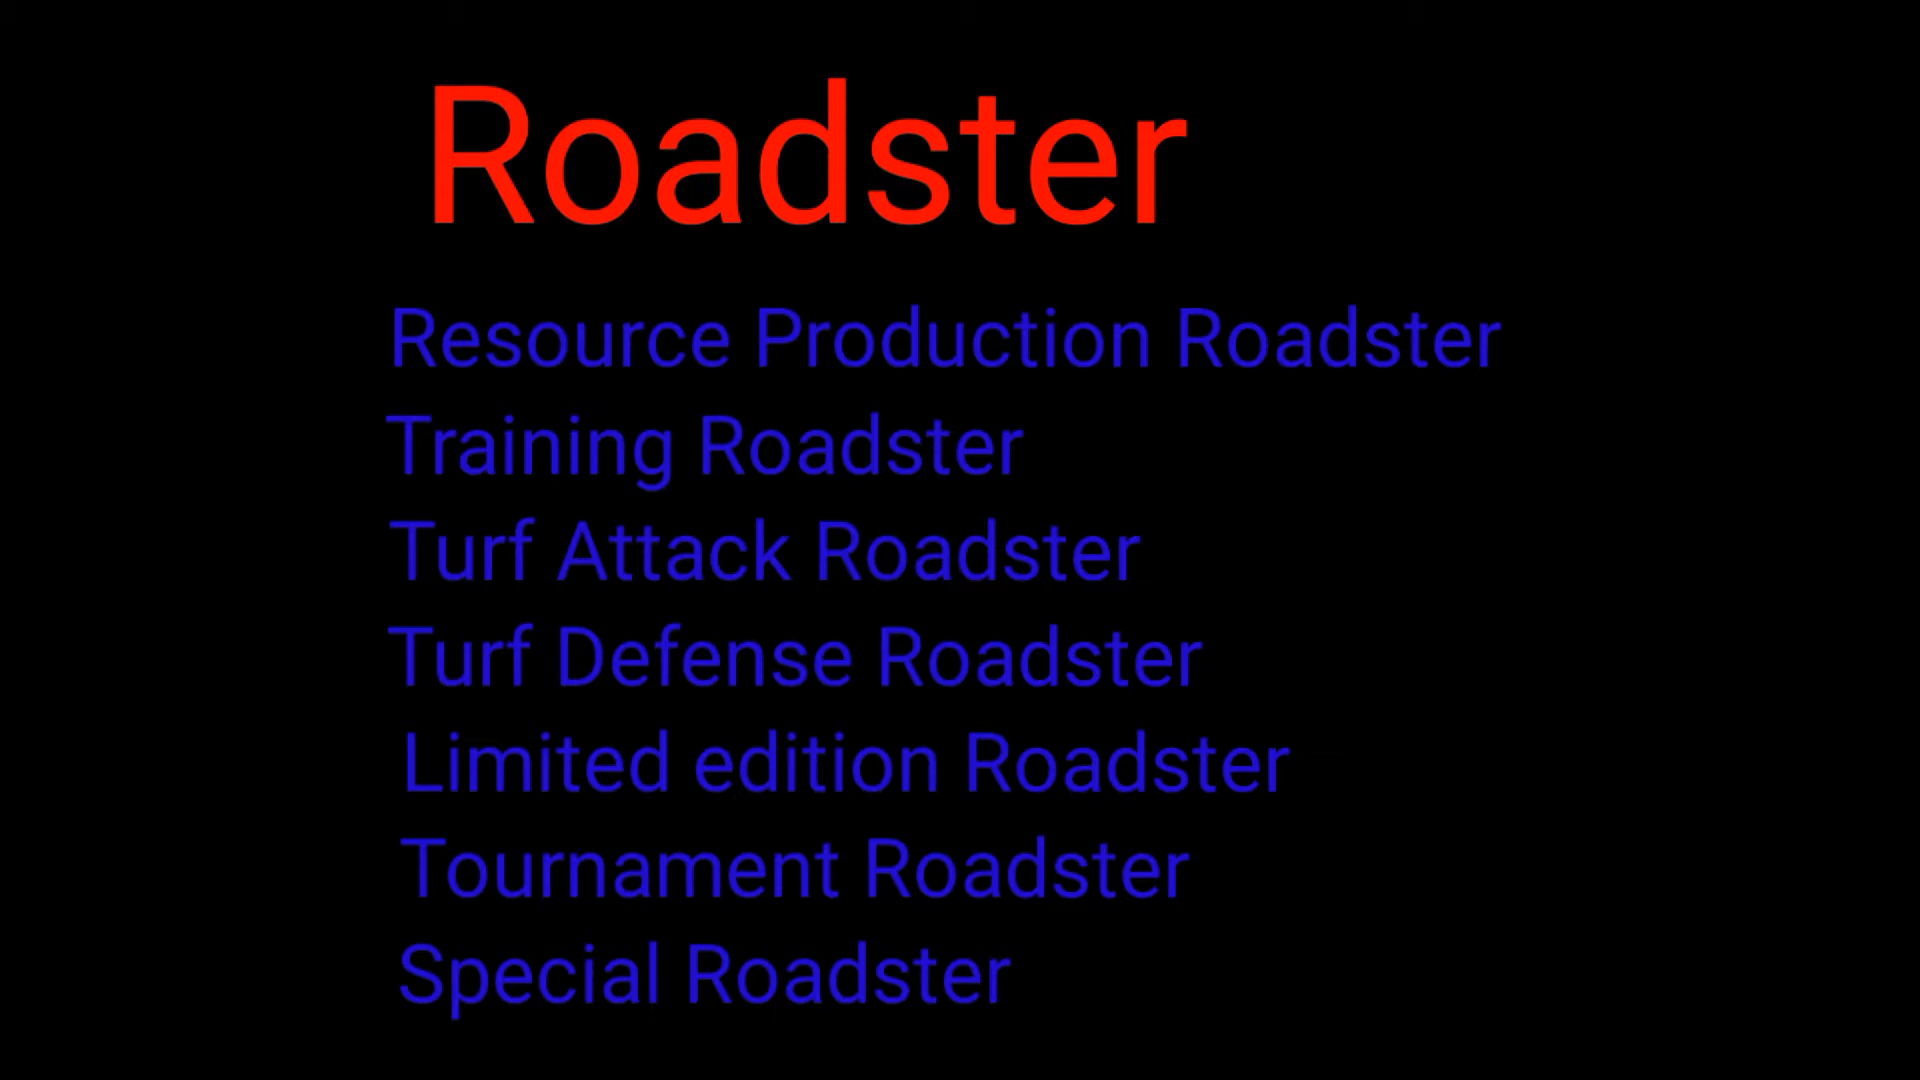 Roadster
Resource Production Roadster
Training Roadster
Turf Attack Roadster
Turf Defense Roadster
Limited edition Roadster
Tournament Roadster
Special Roadster